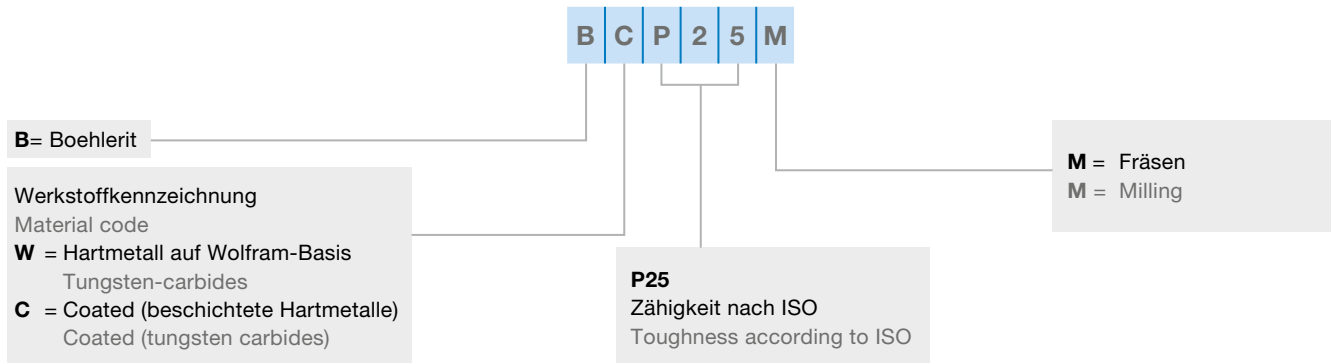 B C P 2 5 M
B= Boehlerit
Werkstoffkennzeichnung
Material code
W = Hartmetall auf Wolfram-Basis
Tungsten-carbides
C = Coated (beschichtete Hartmetalle)
Coated (tungsten carbides)
P25
Zähigkeit nach ISO
Toughness according to ISO
M = Fräsen
M = Milling